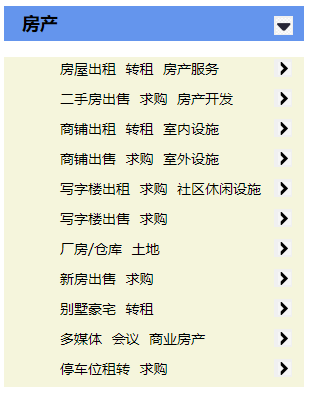 房产
房屋出租 转租 房产服务
二手房出售 求购 房产开发
商铺出租 转租 室内设施
商铺出售 求购 室外设施
写字楼出租 求购 社区休闲设施
写字楼出售 求购
厂房/仓库 土地
新房出售 求购
别墅豪宅 转租
多媒体 会议 商业房产
停车位租转 求购